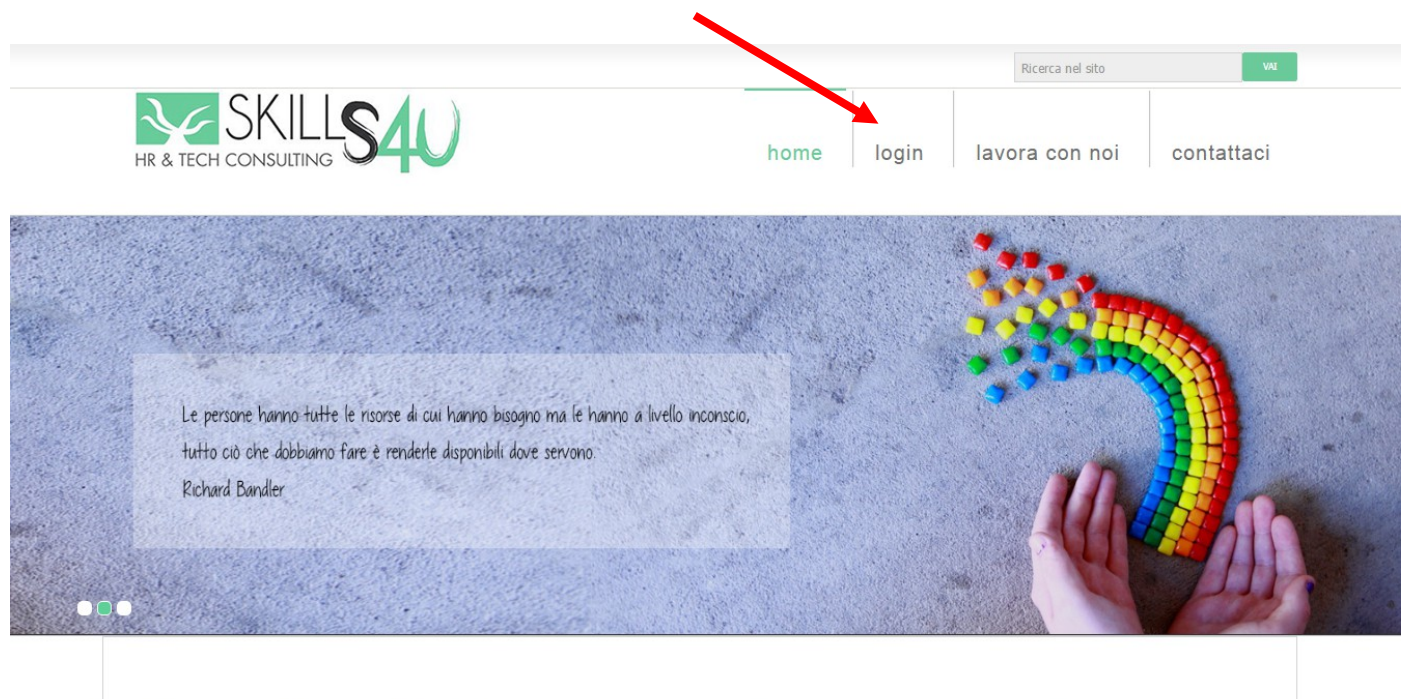 Ricerca nel sito VAI
SKILLS4U
HR & TECH CONSULTING
home login lavora con noi contattaci
Le persone hanno tutte le risorse di cui hanno bisogno ma le hanno a livello inconscio,
tutto ciò che dobbiamo fare è renderle disponibili dove servono.
Richard Bandler